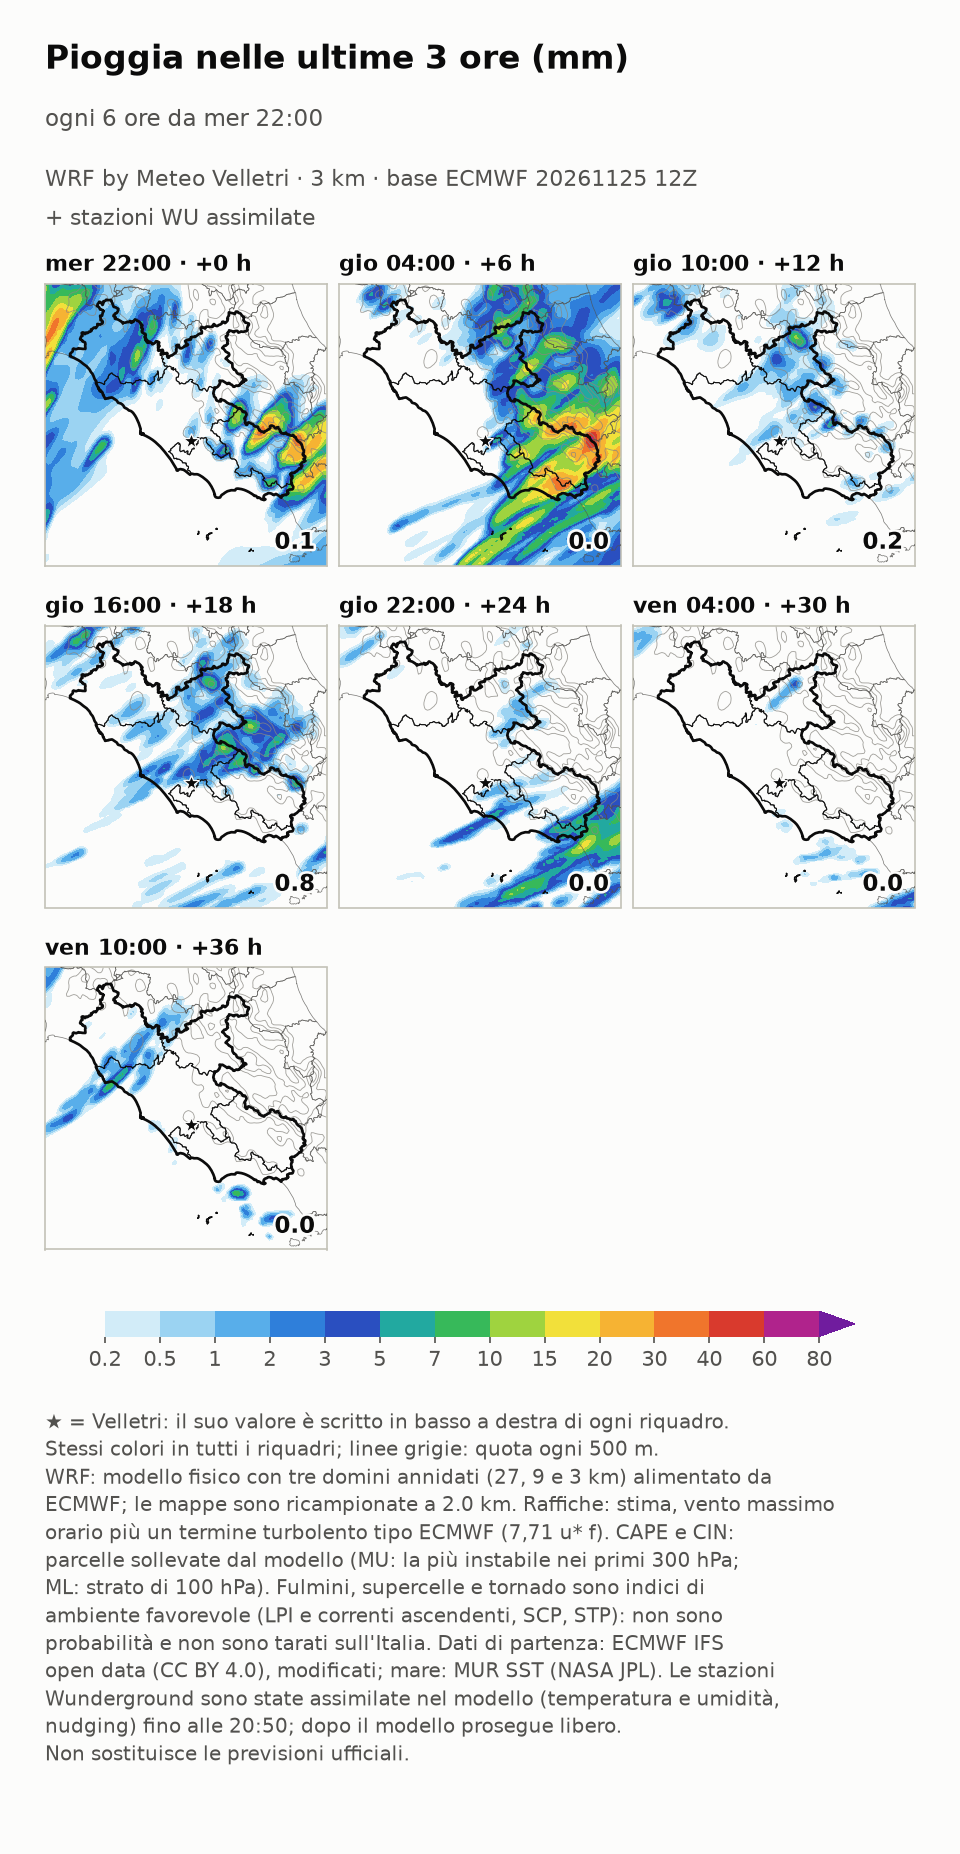 Pioggia nelle ultime 3 ore (mm)
ogni 6 ore da mer 22:00
WRF by Meteo Velletri · 3 km · base ECMWF 20261125 12Z
+ stazioni WU assimilate
mer 22:00 · +0 h
gio 04:00 · +6 h
gio 10:00 · +12 h
0.1
0.0
0.2
gio 16:00 · +18 h
gio 22:00 · +24 h
ven 04:00 · +30 h
0.8
0.0
0.0
ven 10:00 · +36 h
0.0
0.2 0.5 1 2 3 5 7 10 15 20 30 40 60 80
★ = Velletri: il suo valore è scritto in basso a destra di ogni riquadro.
Stessi colori in tutti i riquadri; linee grigie: quota ogni 500 m.
WRF: modello fisico con tre domini annidati (27, 9 e 3 km) alimentato da
ECMWF; le mappe sono ricampionate a 2.0 km. Raffiche: stima, vento massimo
orario più un termine turbolento tipo ECMWF (7,71 u* f). CAPE e CIN:
parcelle sollevate dal modello (MU: la più instabile nei primi 300 hPa;
ML: strato di 100 hPa). Fulmini, supercelle e tornado sono indici di
ambiente favorevole (LPI e correnti ascendenti, SCP, STP): non sono
probabilità e non sono tarati sull'Italia. Dati di partenza: ECMWF IFS
open data (CC BY 4.0), modificati; mare: MUR SST (NASA JPL). Le stazioni
Wunderground sono state assimilate nel modello (temperatura e umidità,
nudging) fino alle 20:50; dopo il modello prosegue libero.
Non sostituisce le previsioni ufficiali.